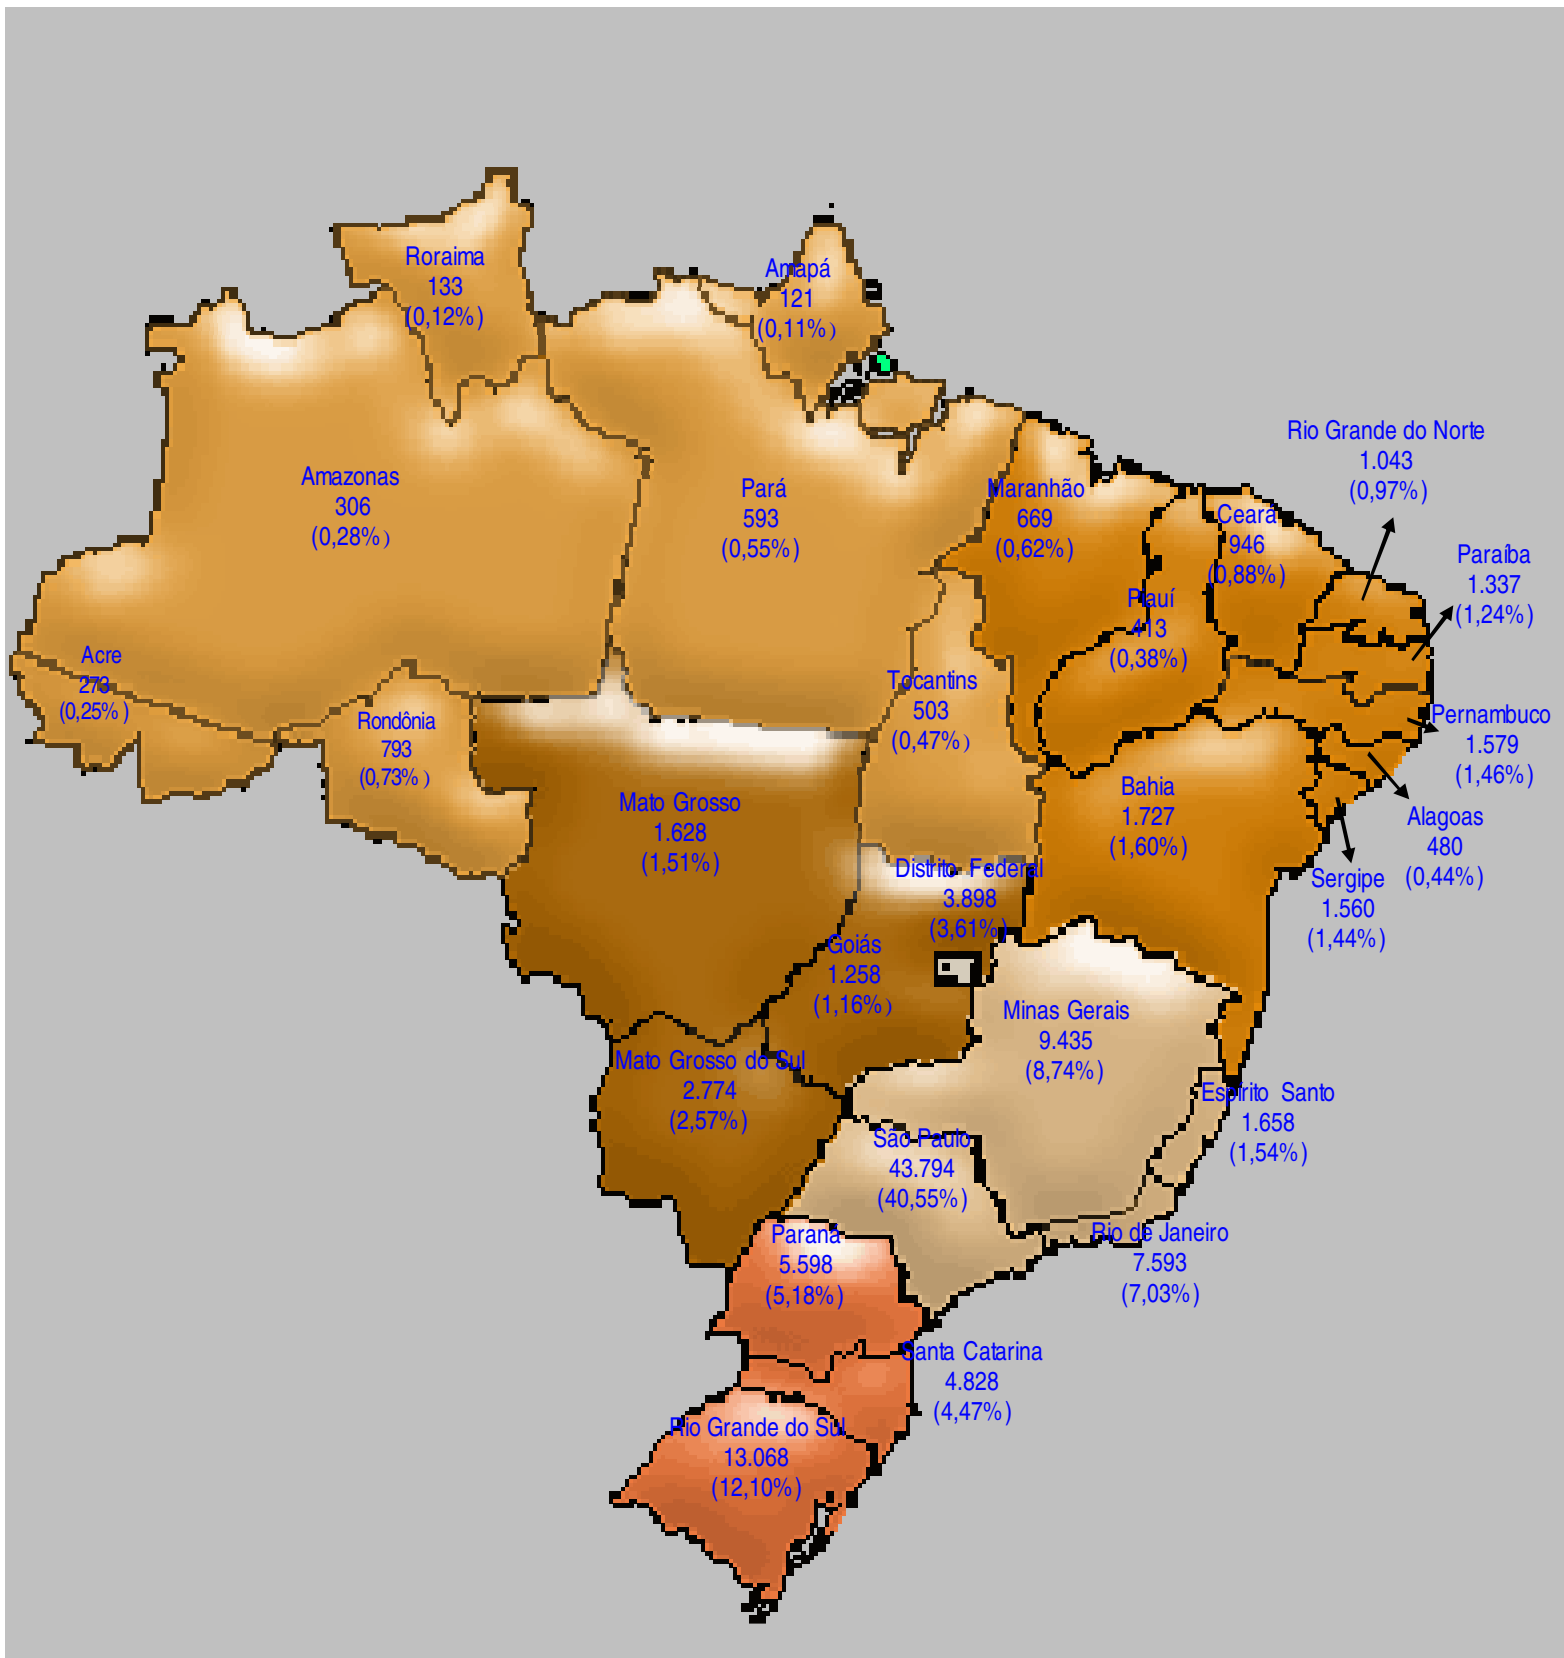 Roraima
133
(0,12%)
Amapá
121
(0,11%)
Amazonas
306
(0,28%)
Pará
593
(0,55%)
Maranhão
669
(0,62%)
Ceará
946
(0,88%)
Rio Grande do Norte
1.043
(0,97%)
Paraíba
1.337
(1,24%)
Piauí
413
(0,38%)
Acre
273
(0,25%)
Rondônia
793
(0,73%)
Tocantins
503
(0,47%)
Pernambuco
1.579
(1,46%)
Mato Grosso
1.628
(1,51%)
Bahia
1.727
(1,60%)
Alagoas
480
(0,44%)
Sergipe
1.560
(1,44%)
Distrito Federal
3.898
(3,61%)
Goiás
1.258
(1,16%)
Minas Gerais
9.435
(8,74%)
Mato Grosso do Sul
2.774
(2,57%)
Espírito Santo
1.658
(1,54%)
São Paulo
43.794
(40,55%)
Rio de Janeiro
7.593
(7,03%)
Paraná
5.598
(5,18%)
Santa Catarina
4.828
(4,47%)
Rio Grande do Sul
13.068
(12,10%)